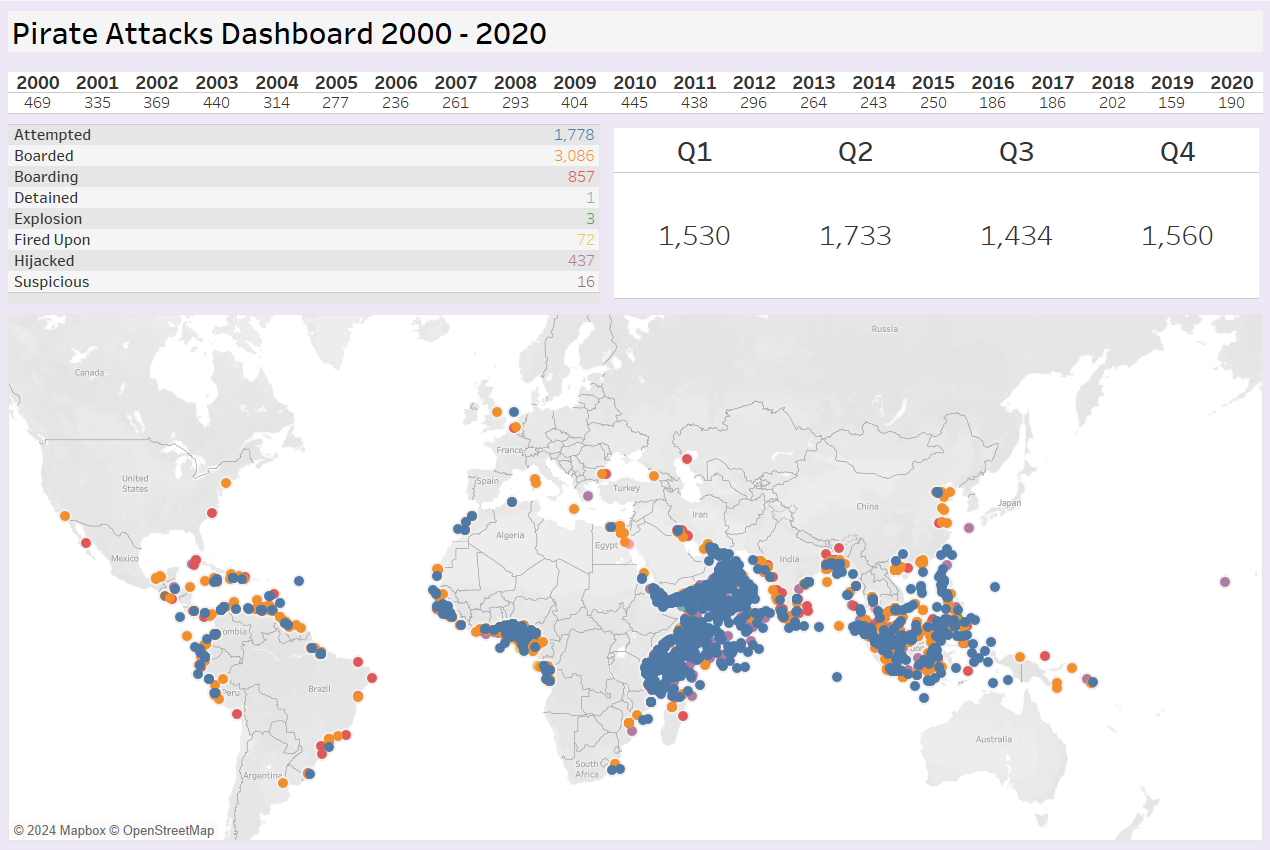 Pirate Attacks Dashboard 2000 - 2020
2000 2001 2002 2003 2004 2005 2006 2007 2008 2009 2010 2011 2012 2013 2014 2015 2016 2017 2018 2019 2020
469 335 369 440 314 277 236 261 293 404 445 438 296 264 243 250 186 186 202 159 190
Attempted 1,778
Boarded 3,086
Boarding 857
Detained 1
Explosion 3
Fired Upon 72
Hijacked 437
Suspicious 16
Q1 Q2 Q3 Q4
1,530 1,733 1,434 1,560
Russia
Canada
France
Spain
Turkey
United
States
China
Japan
Iran
Algeria
Egypt
Mexico
India
ombia
Peru
Brazil
Australia
South
Africa
Argentina
© 2024 Mapbox © OpenStreetMap